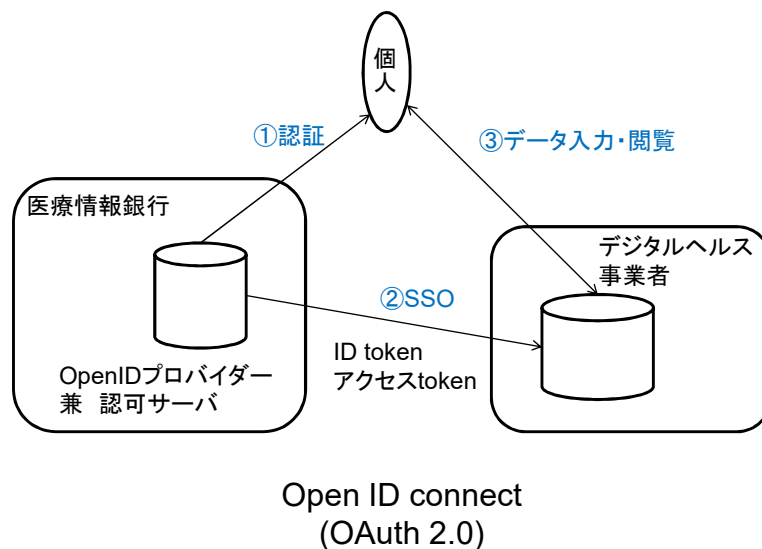 個
人
①認証
③データ入力・閲覧
医療情報銀行
デジタルヘルス
事業者
②SSO
ID token
アクセスtoken
OpenIDプロバイダー
兼　認可サーバ
Open ID connect
(OAuth 2.0)